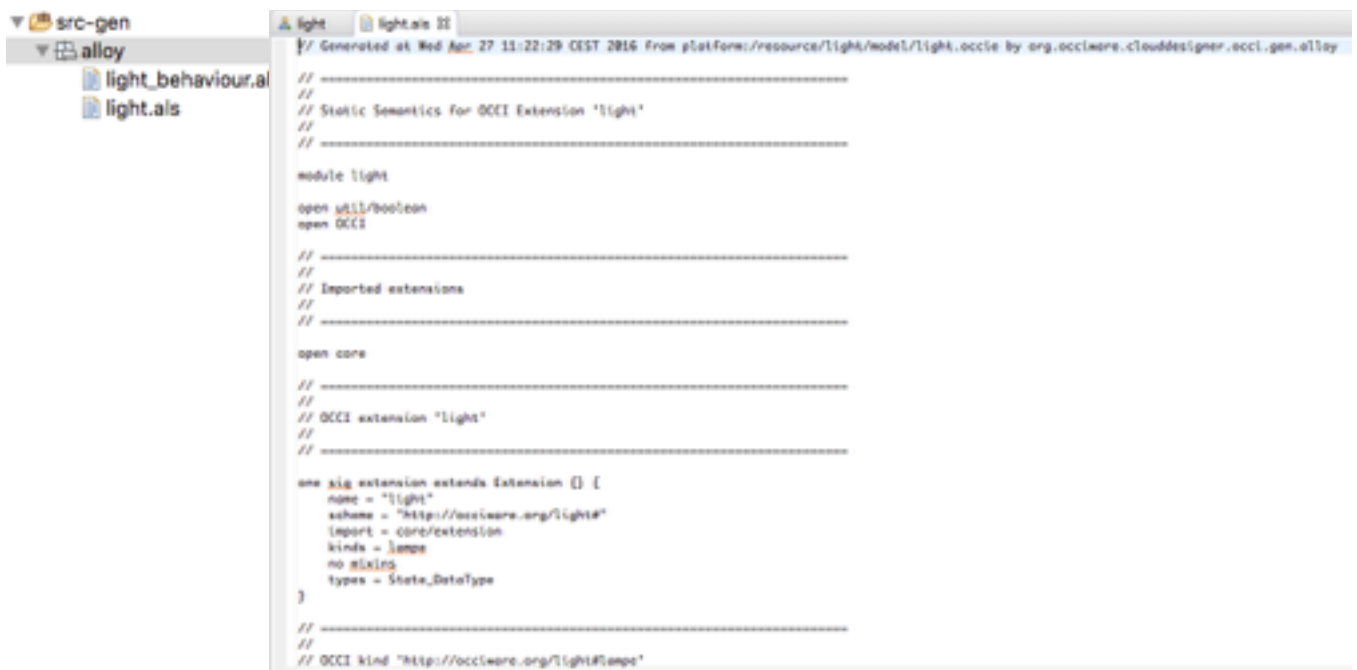 src-gen
alloy
light_behaviour.al
light.als
light
light.als
// Generated at Wed Apr 27 11:22:29 CEST 2016 from platform:/resource/light/model/light.occie by org.occiware.clouddesigner.occi.gen.alloy
// ======================================================================
//
// Static Semantics for OCCI Extension 'light'
//
// ======================================================================
module light
open util/boolean
open OCCI
// ======================================================================
//
// Imported extensions
//
// ======================================================================
open core
// ======================================================================
//
// OCCI extension "light"
//
// ======================================================================
one sig extension extends Extension {} {
name = "light"
scheme = "http://occiware.org/light#"
import = core/extension
kinds = lampe
no mixins
types = State_DataType
}
// ======================================================================
//
// OCCI kind "http://occiware.org/light#lampe"